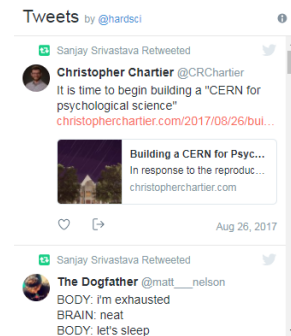 Tweets by @hardsci
Sanjay Srivastava Retweeted
Christopher Chartier @CRChartier
It is time to begin building a "CERN for
psychological science"
christopherchartier.com/2017/08/26/bui...
Building a CERN for Psyc...
In response to the reproduc...
christopherchartier.com
Aug 26, 2017
Sanjay Srivastava Retweeted
The Dogfather @matt___nelson
BODY: i'm exhausted
BRAIN: neat
BODY: let's sleep